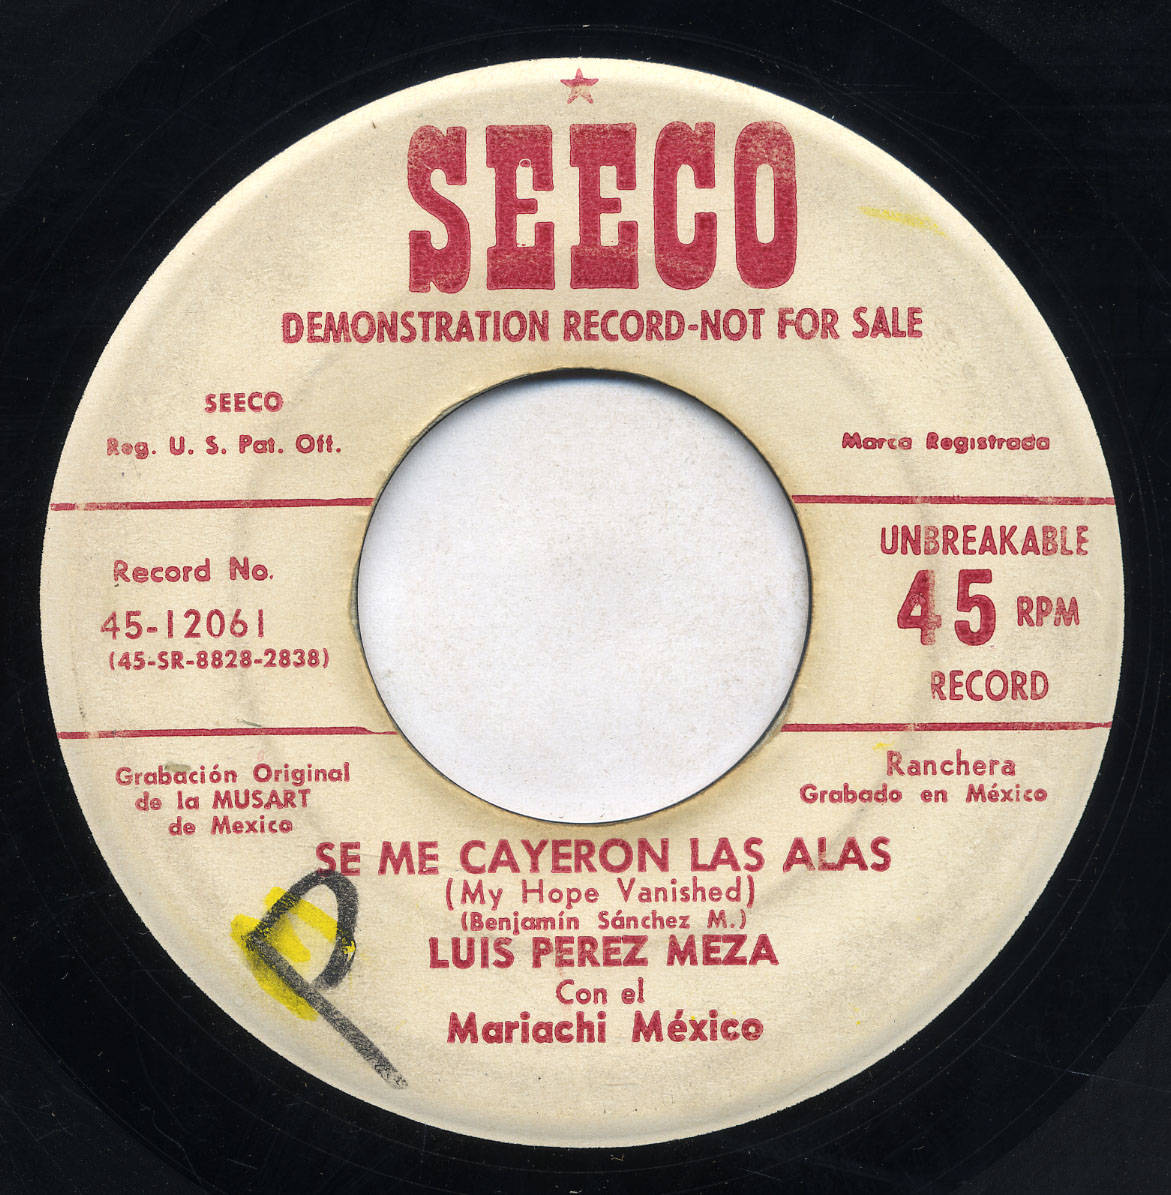 SEECO
DEMONSTRATION RECORD-NOT FOR SALE
SEECO
Reg. U. S. Pat. Off.
Marca Registrada
Record No.
45-12061
(45-SR-8828-2838)
UNBREAKABLE
45 RPM
RECORD
Grabación Original
de la MUSART
de Mexico
Ranchera
Grabado en México
SE ME CAYERON LAS ALAS
(My Hope Vanished)
(Benjamín Sánchez M.)
LUIS PEREZ MEZA
Con el
Mariachi México
P